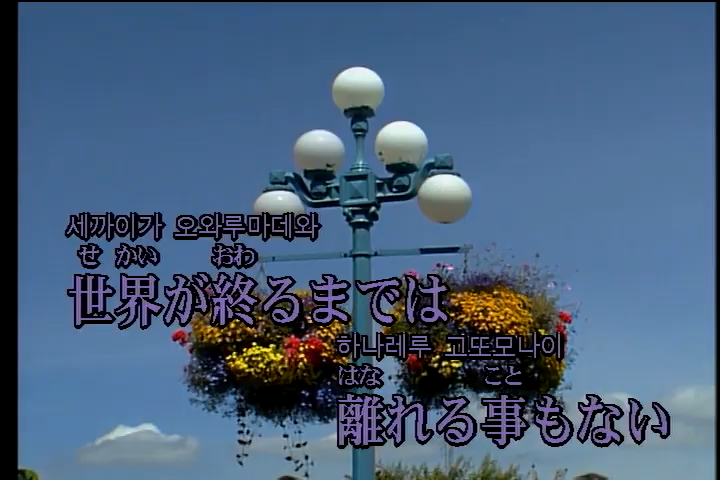 세까이가 오와루마데와
せ かい おわ
世界が終るまでは
하나레루 고또모나이
はな こと
離れる事もない